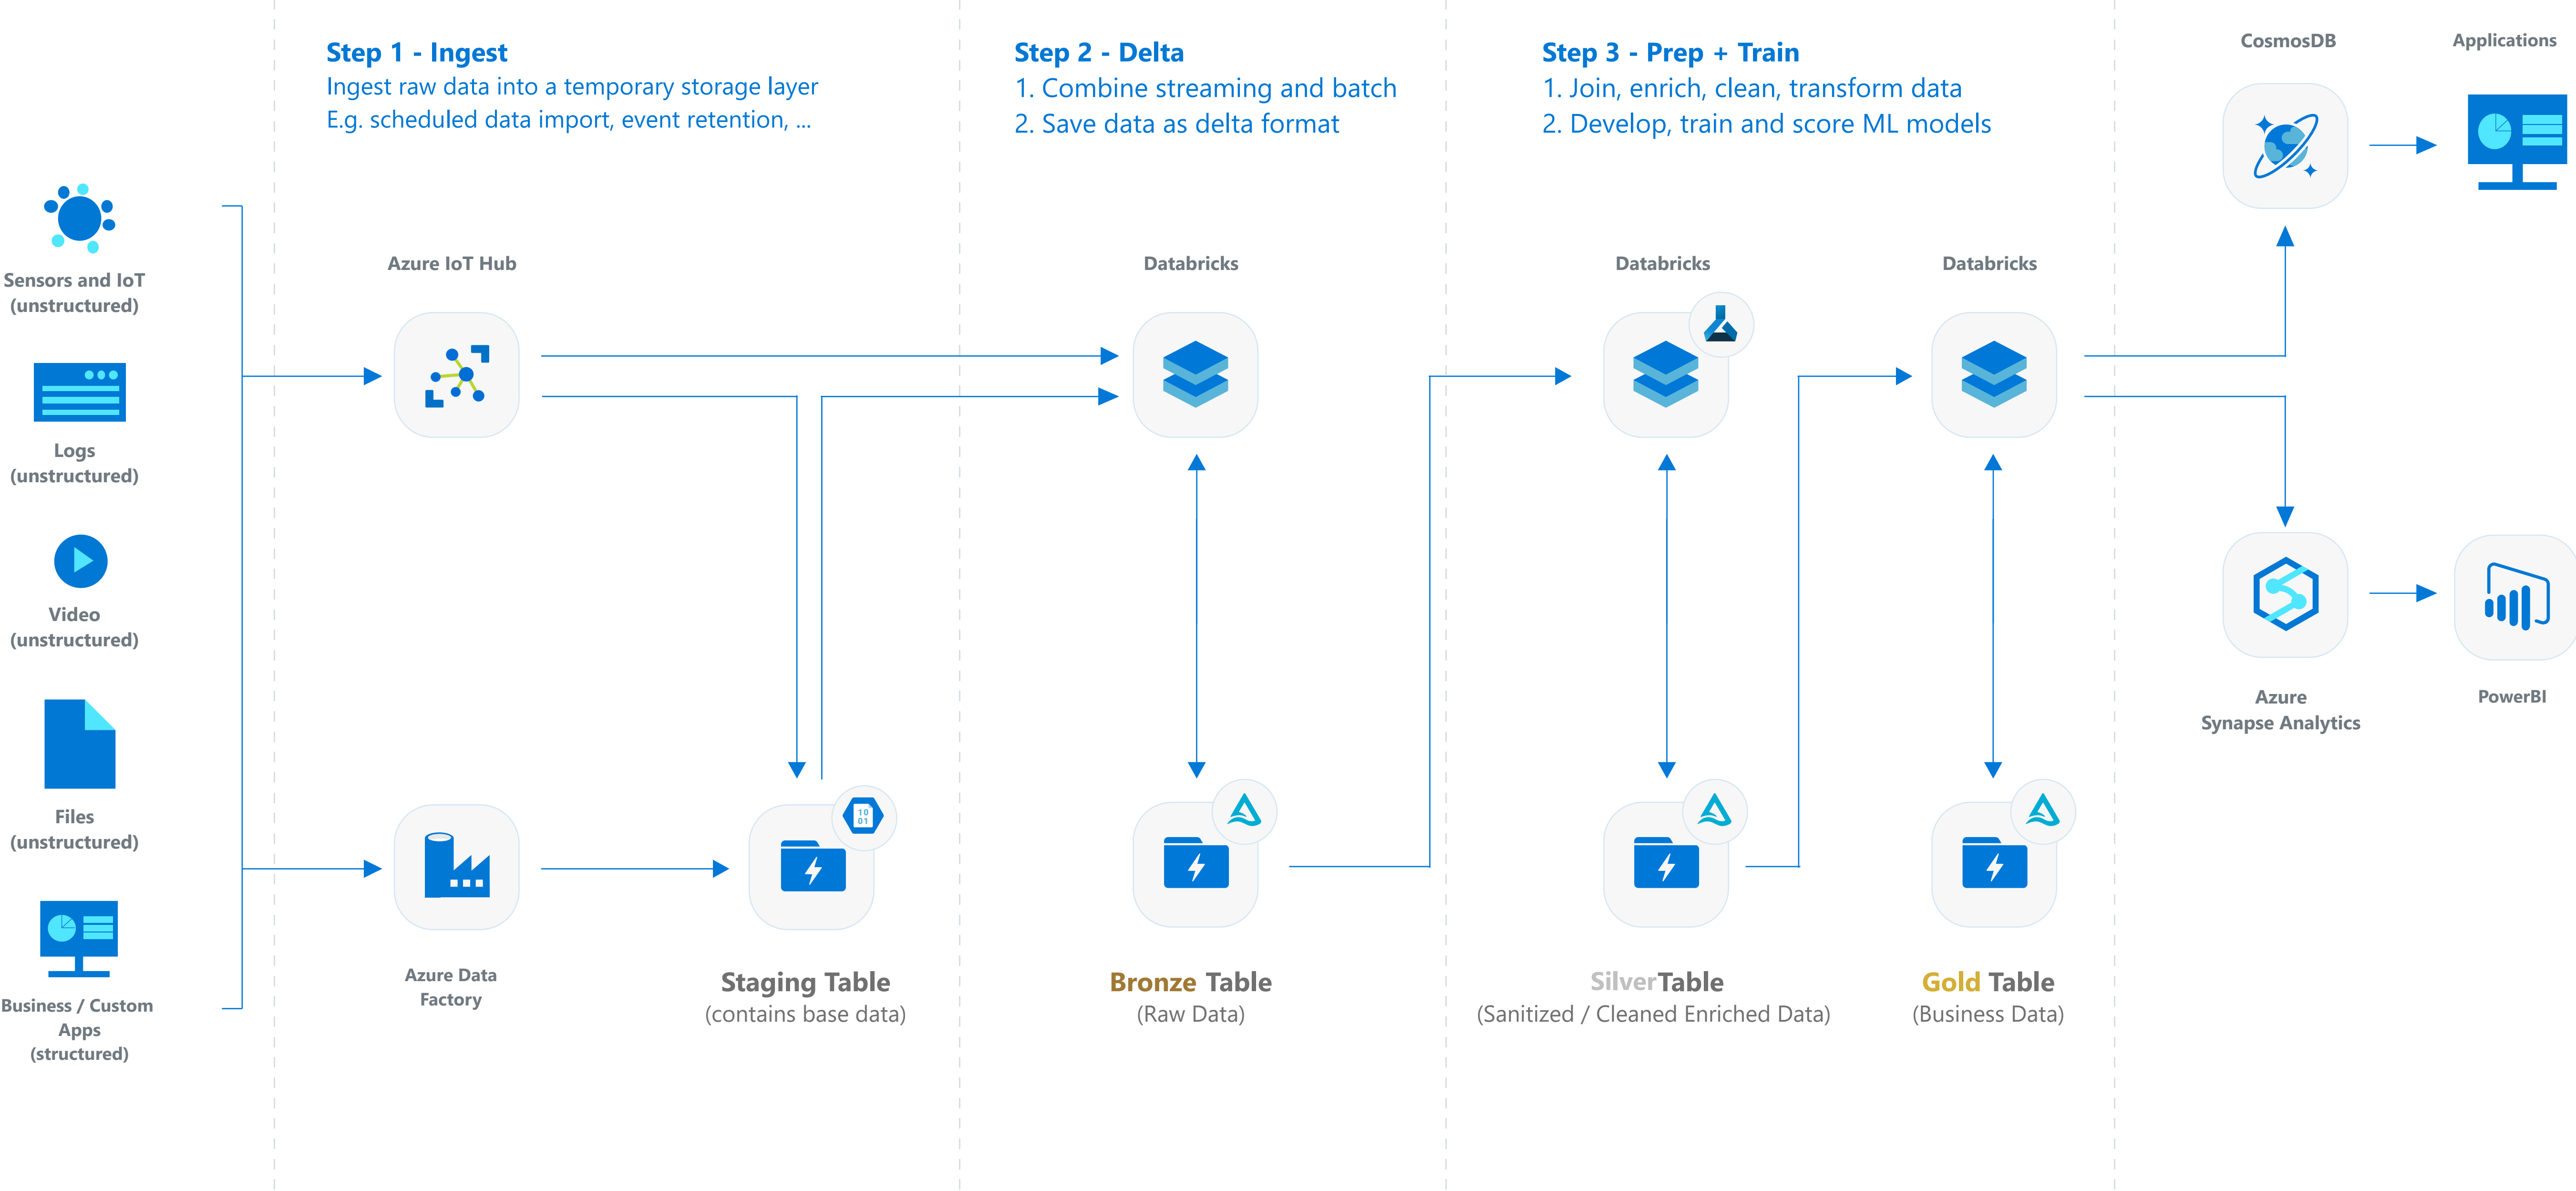 Step 1 - Ingest
Ingest raw data into a temporary storage layer
E.g. scheduled data import, event retention, ...
Step 2 - Delta
1. Combine streaming and batch
2. Save data as delta format
Step 3 - Prep + Train
1. Join, enrich, clean, transform data
2. Develop, train and score ML models
CosmosDB
Applications
Sensors and IoT
(unstructured)
Logs
(unstructured)
Video
(unstructured)
Files
(unstructured)
Business / Custom
Apps
(structured)
Azure IoT Hub
Databricks
Databricks
Databricks
Azure Data
Factory
10
01
Staging Table
(contains base data)
Bronze Table
(Raw Data)
SilverTable
(Sanitized / Cleaned Enriched Data)
Gold Table
(Business Data)
Azure
Synapse Analytics
PowerBI